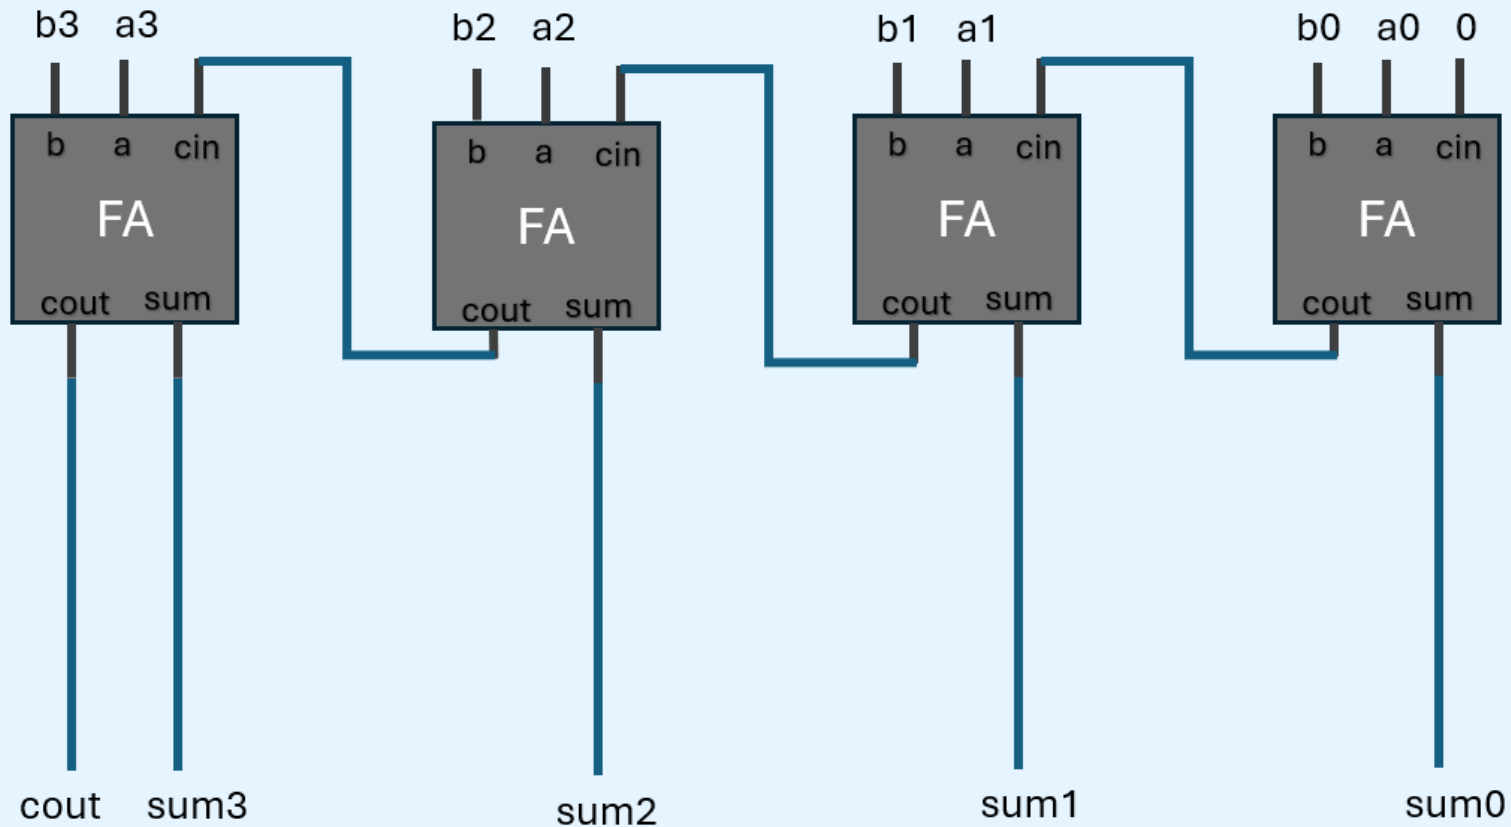 b3 a3 b2 a2 b1 a1 b0 a0 0
b a cin b a cin b a cin b a cin
FA FA FA FA
cout sum cout sum cout sum cout sum
cout sum3 sum2 sum1 sum0